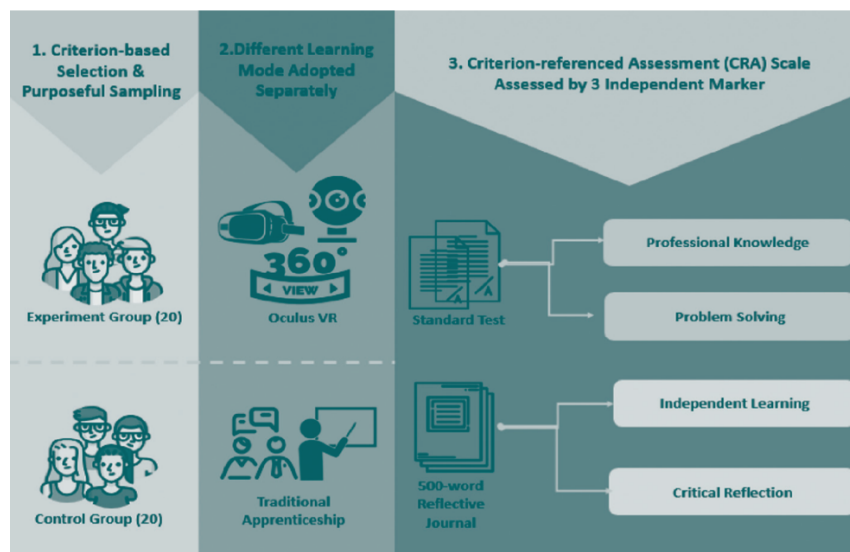 1. Criterion-based
Selection &
Purposeful Sampling
2.Different Learning
Mode Adopted
Separately
3. Criterion-referenced Assessment (CRA) Scale
Assessed by 3 Independent Marker
Experiment Group (20)
360°
VIEW
Oculus VR
A
A
Standard Test
Professional Knowledge
Problem Solving
Control Group (20)
Traditional
Apprenticeship
500-word
Reflective
Journal
Independent Learning
Critical Reflection